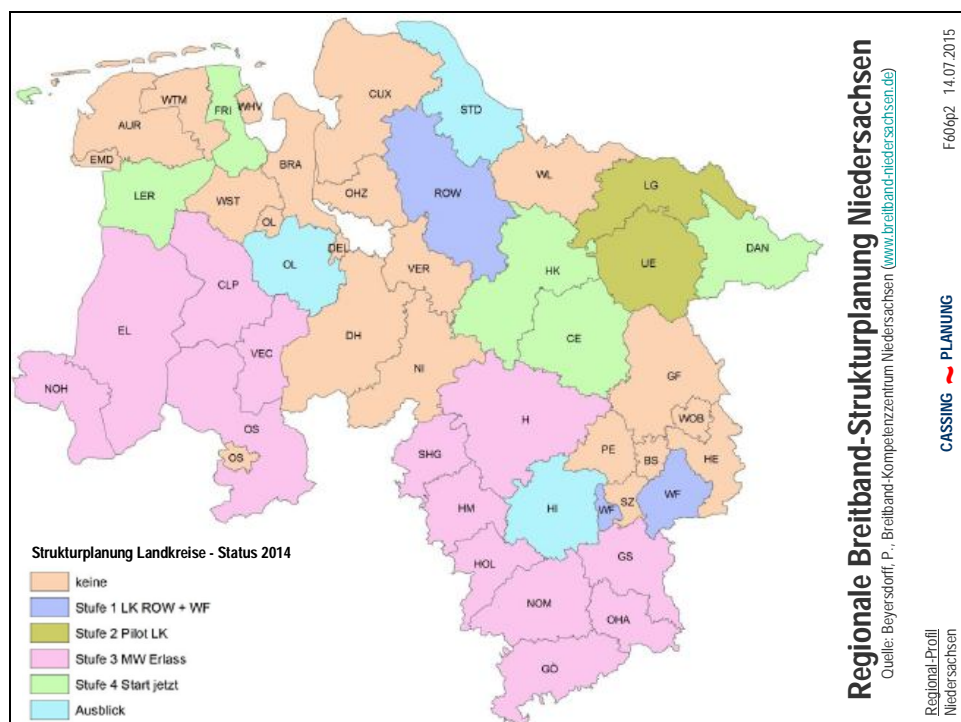 WTM
FRI
WHV
AUR
EMD
LER
WST
OL
BRA
CUX
OHZ
STD
ROW
WL
LG
DAN
UE
HK
CE
VER
DEL
OL
CLP
EL
VEC
NOH
OS
OS
DH
NI
H
GF
WOB
PE
BS
HE
SZ
WF
WF
HI
SHG
HM
HOL
GS
NOM
OHA
GÖ
Strukturplanung Landkreise - Status 2014
keine
Stufe 1 LK ROW + WF
Stufe 2 Pilot LK
Stufe 3 MW Erlass
Stufe 4 Start jetzt
Ausblick
Regionale Breitband-Strukturplanung Niedersachsen
Quelle: Beyersdorff, P., Breitband-Kompetenzzentrum Niedersachsen (www.breitband-niedersachsen.de)
Regional-Profil
Niedersachsen
CASSING ~ PLANUNG
F606p2 14.07.2015